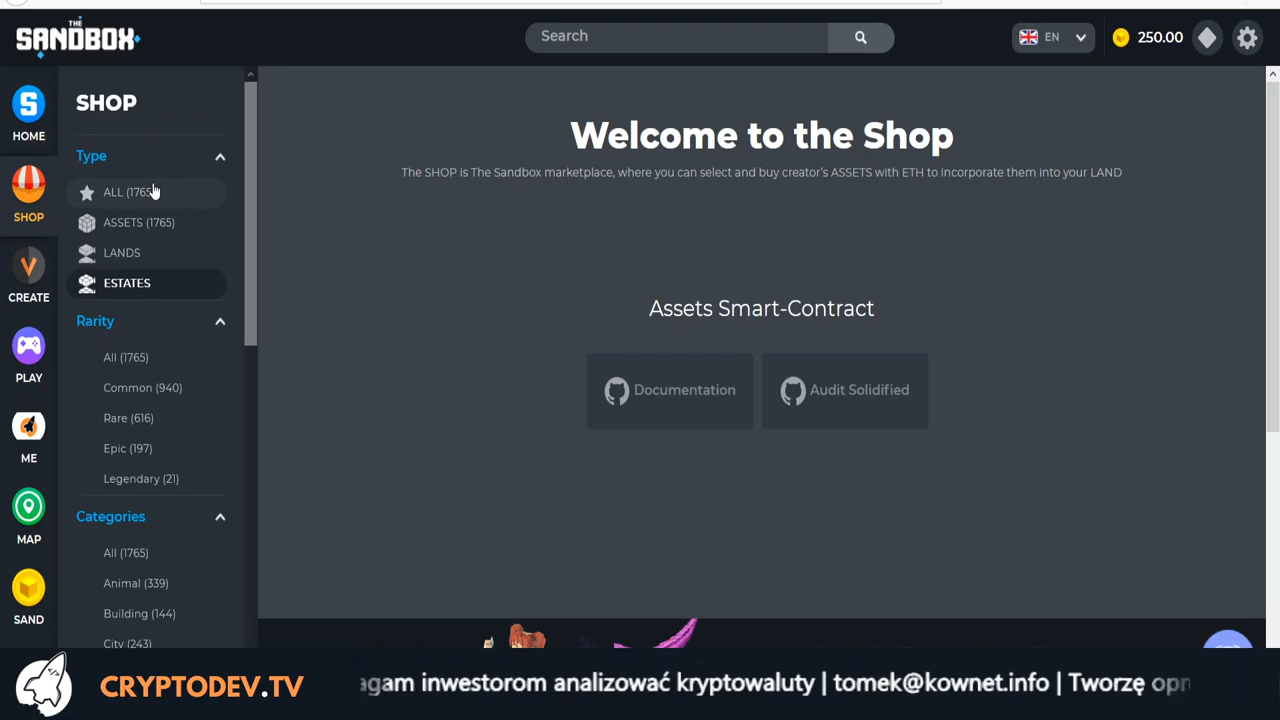 THE
SANDBOX
Search
EN
250.00
HOME
SHOP
CREATE
PLAY
ME
MAP
SAND
SHOP
Type
ALL (1765
ASSETS (1765)
LANDS
ESTATES
Rarity
All (1765)
Common (940)
Rare (616)
Epic (197)
Legendary (21)
Categories
All (1765)
Animal (339)
Building (144)
City (243)
Welcome to the Shop
The SHOP is The Sandbox marketplace, where you can select and buy creator's ASSETS with ETH to incorporate them into your LAND
Assets Smart-Contract
Documentation
Audit Solidified
CRYPTODEV.TV
agam inwestorom analizować kryptowaluty | tomek@kownet.info | Tworzę opr